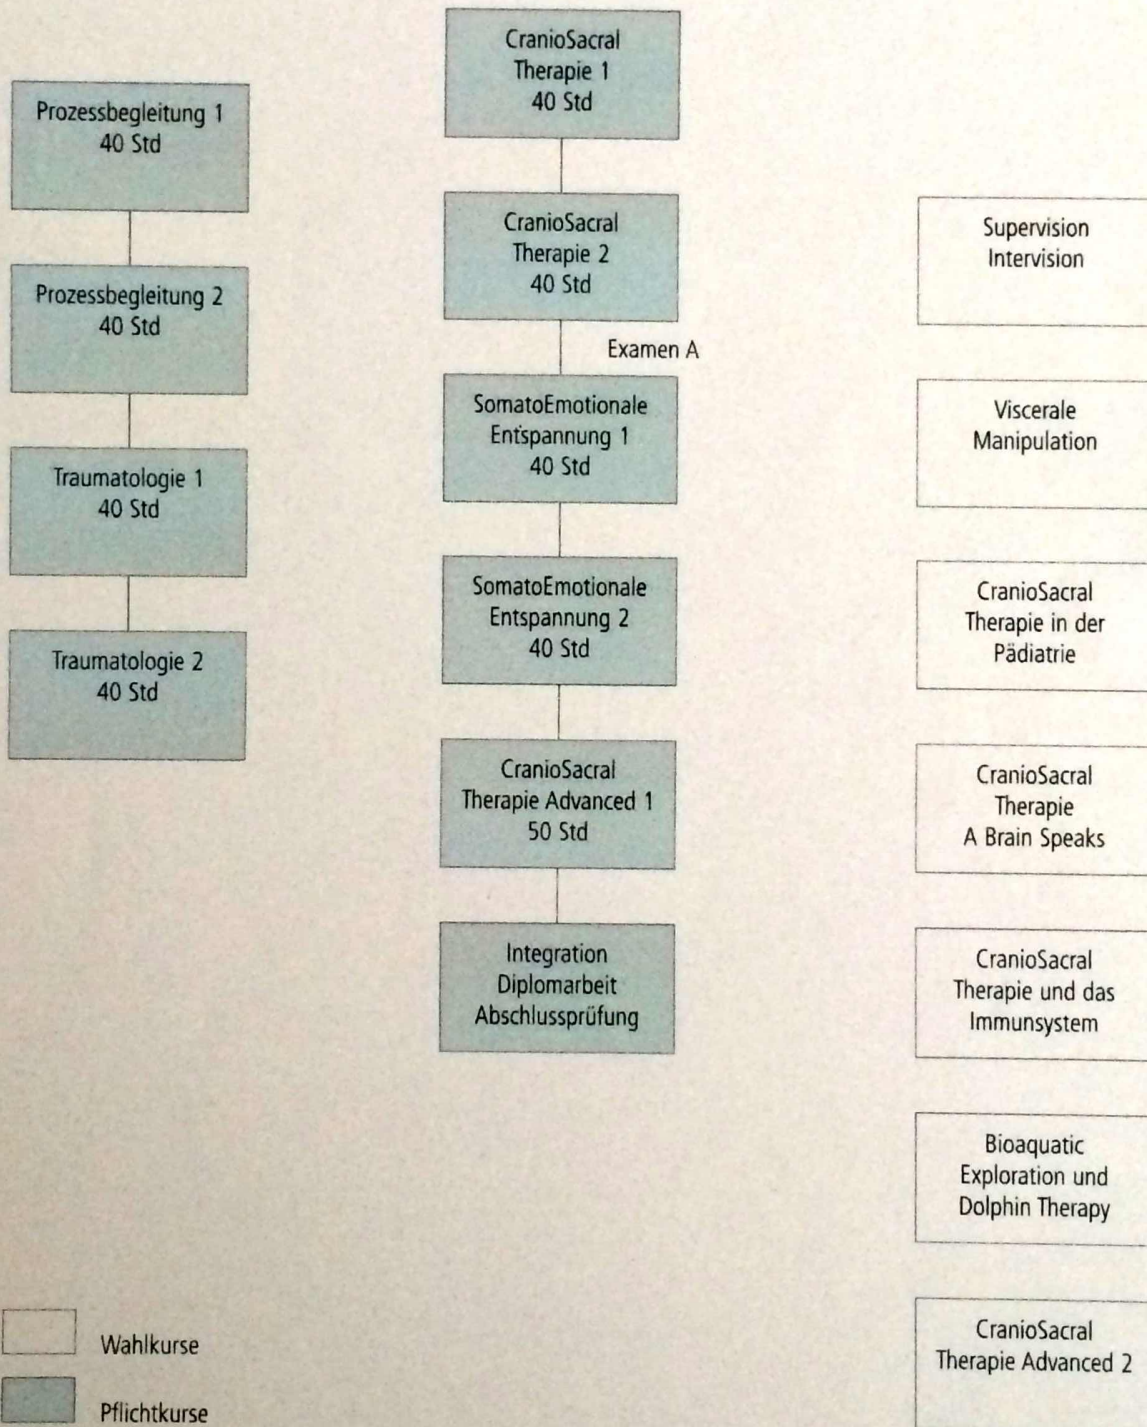 Prozessbegleitung 1
40 Std
Prozessbegleitung 2
40 Std
Traumatologie 1
40 Std
Traumatologie 2
40 Std
CranioSacral
Therapie 1
40 Std
CranioSacral
Therapie 2
40 Std
Examen A
SomatoEmotionale
Entspannung 1
40 Std
SomatoEmotionale
Entspannung 2
40 Std
CranioSacral
Therapie Advanced 1
50 Std
Integration
Diplomarbeit
Abschlussprüfung
Supervision
Intervision
Viscerale
Manipulation
CranioSacral
Therapie in der
Pädiatrie
CranioSacral
Therapie
A Brain Speaks
CranioSacral
Therapie und das
Immunsystem
Bioaquatic
Exploration und
Dolphin Therapy
CranioSacral
Therapie Advanced 2
Wahlkurse
Pflichtkurse